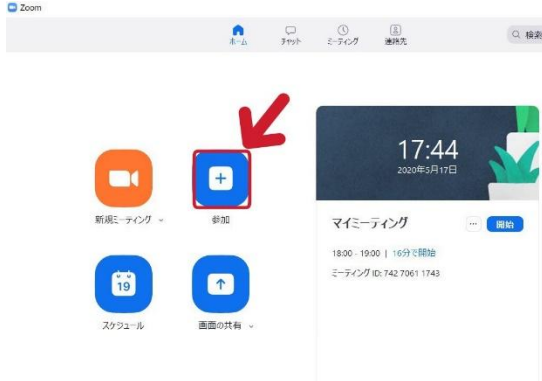 Zoom
ホーム
チャット
ミーティング
連絡先
検索
17:44
2020年5月17日
新規ミーティング
参加
マイミーティング
開始
18:00 - 19:00 | 16分で開始
ミーティング ID: 742 7061 1743
19
スケジュール
画面の共有